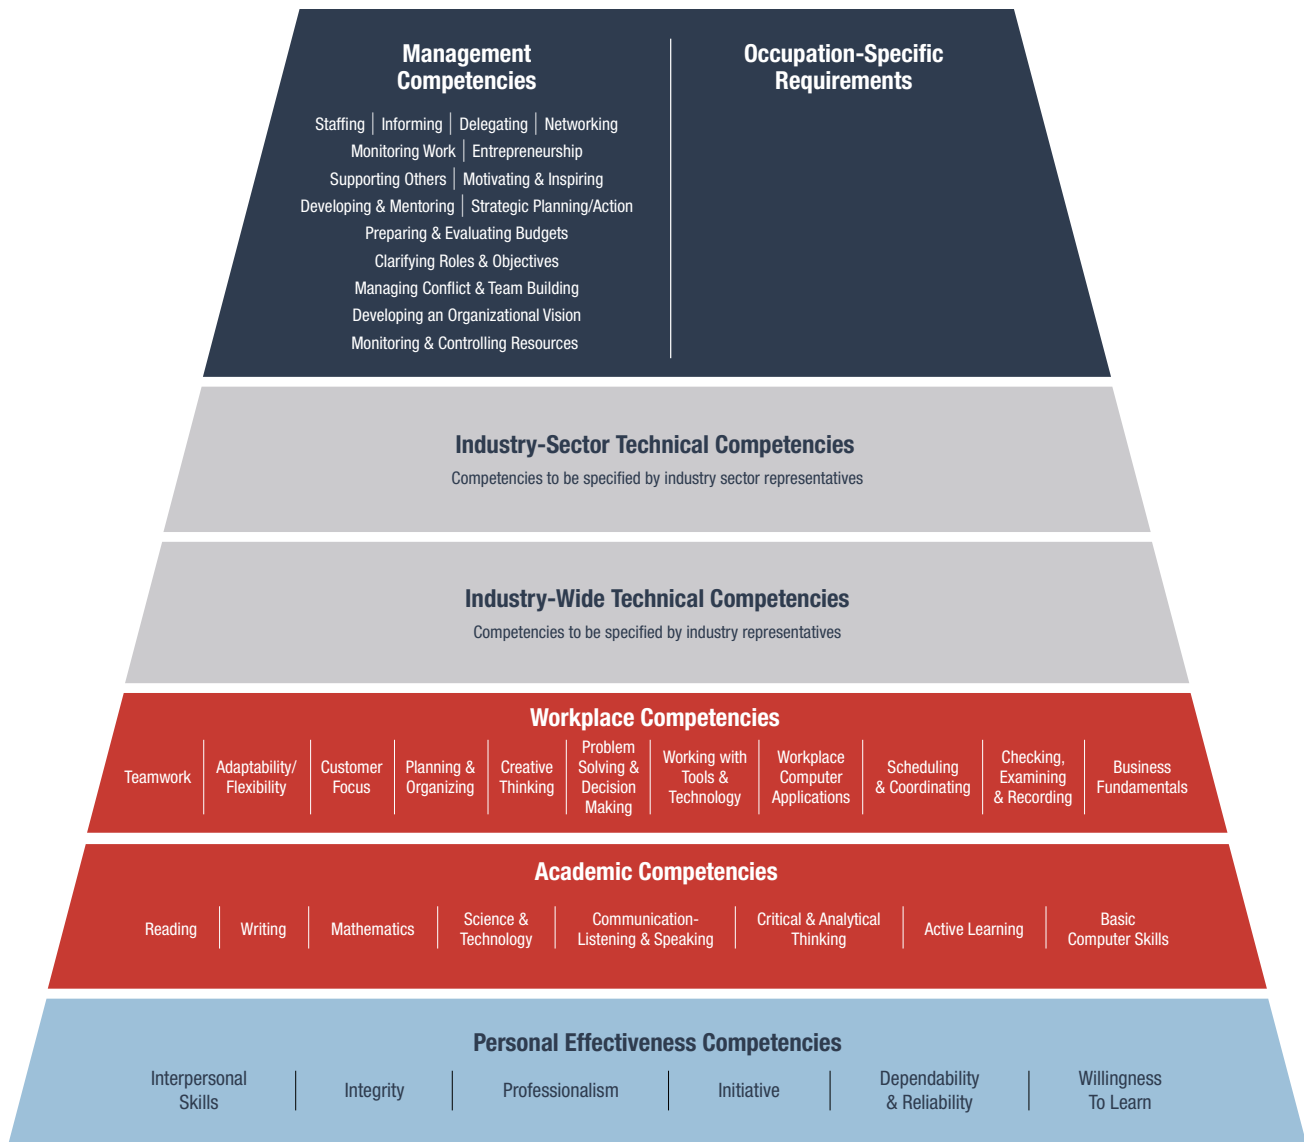 Management
Competencies
Staffing | Informing | Delegating | Networking
Monitoring Work | Entrepreneurship
Supporting Others | Motivating & Inspiring
Developing & Mentoring | Strategic Planning/Action
Preparing & Evaluating Budgets
Clarifying Roles & Objectives
Managing Conflict & Team Building
Developing an Organizational Vision
Monitoring & Controlling Resources
Occupation-Specific
Requirements
Industry-Sector Technical Competencies
Competencies to be specified by industry sector representatives
Industry-Wide Technical Competencies
Competencies to be specified by industry representatives
Workplace Competencies
Teamwork
Adaptability/
Flexibility
Customer
Focus
Planning &
Organizing
Creative
Thinking
Problem
Solving &
Decision
Making
Working with
Tools &
Technology
Workplace
Computer
Applications
Scheduling
& Coordinating
Checking,
Examining
& Recording
Business
Fundamentals
Academic Competencies
Reading
Writing
Mathematics
Science &
Technology
Communication-
Listening & Speaking
Critical & Analytical
Thinking
Active Learning
Basic
Computer Skills
Personal Effectiveness Competencies
Interpersonal
Skills
Integrity
Professionalism
Initiative
Dependability
& Reliability
Willingness
To Learn